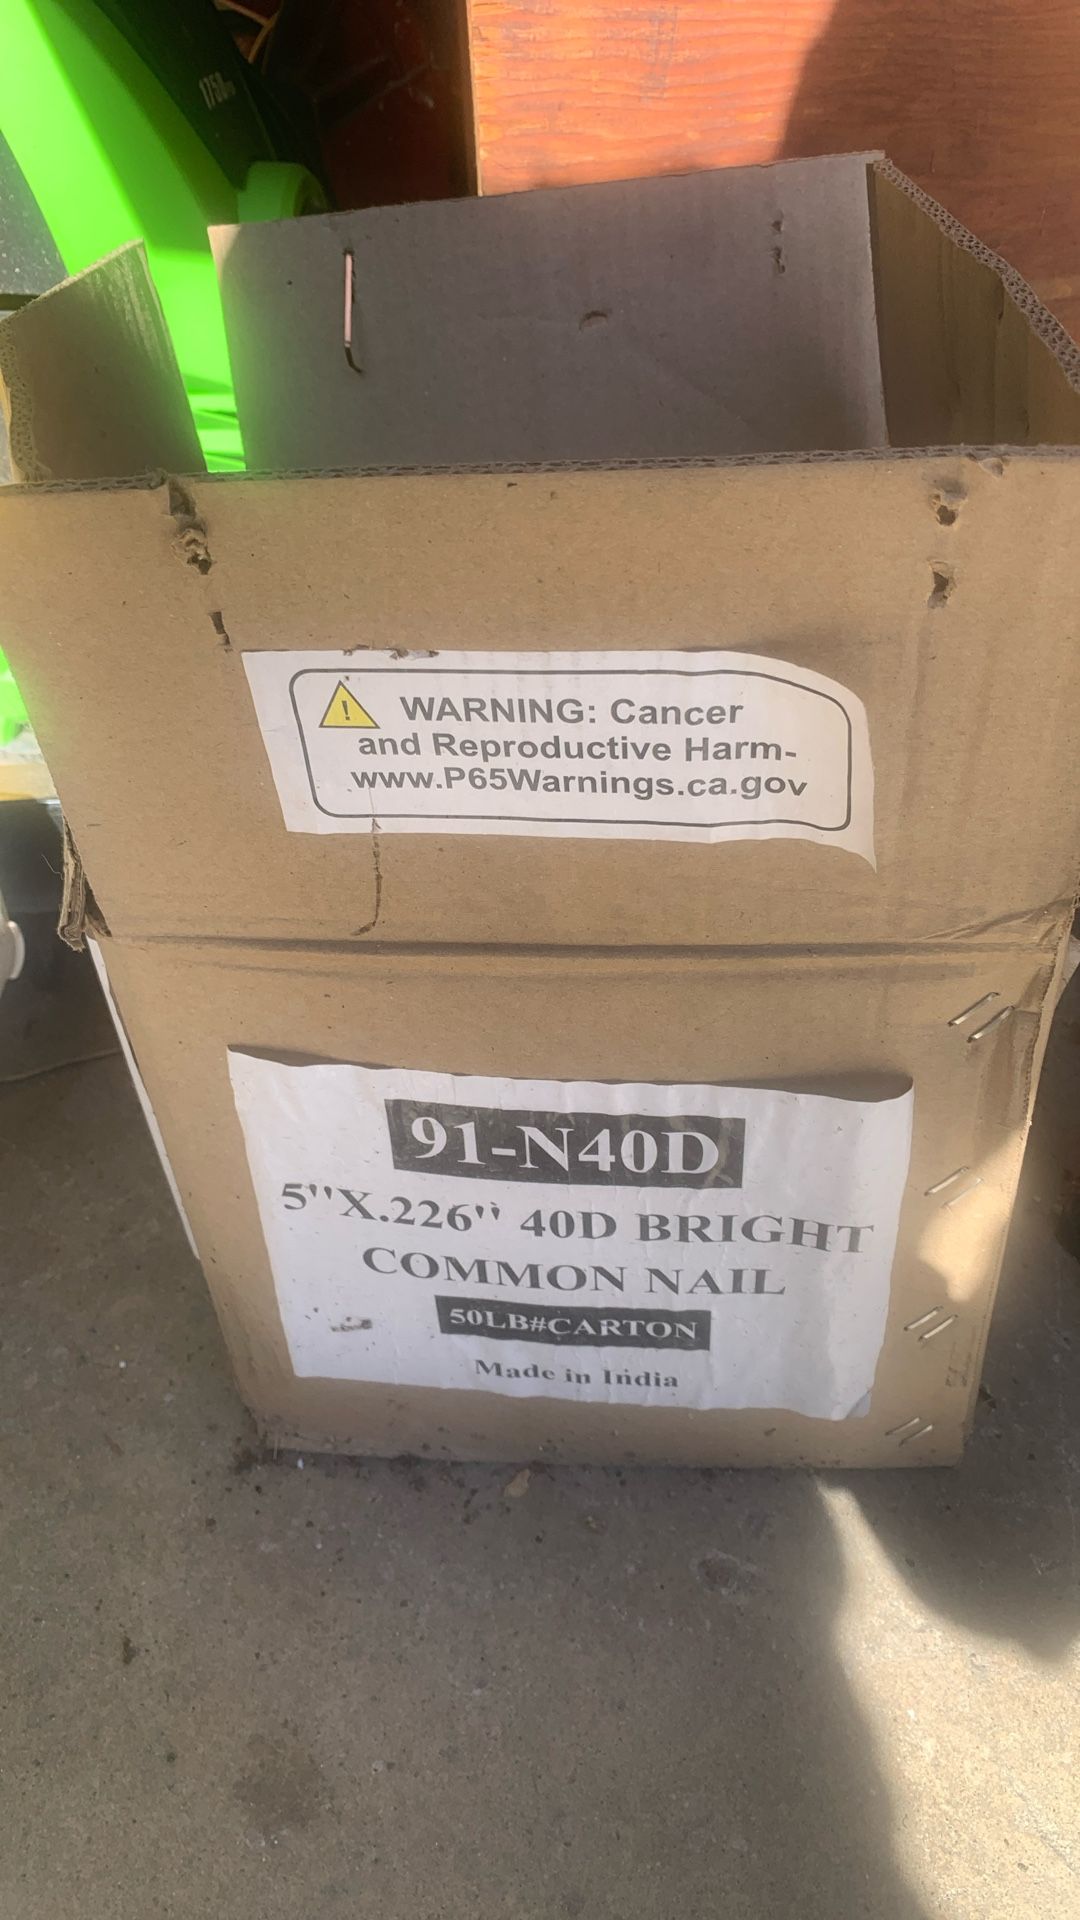 1750
WARNING: Cancer
and Reproductive Harm-
www.P65Warnings.ca.gov
91-N40D
5"X.226" 40D BRIGHT
COMMON NAIL
50LB#CARTON
Made in India